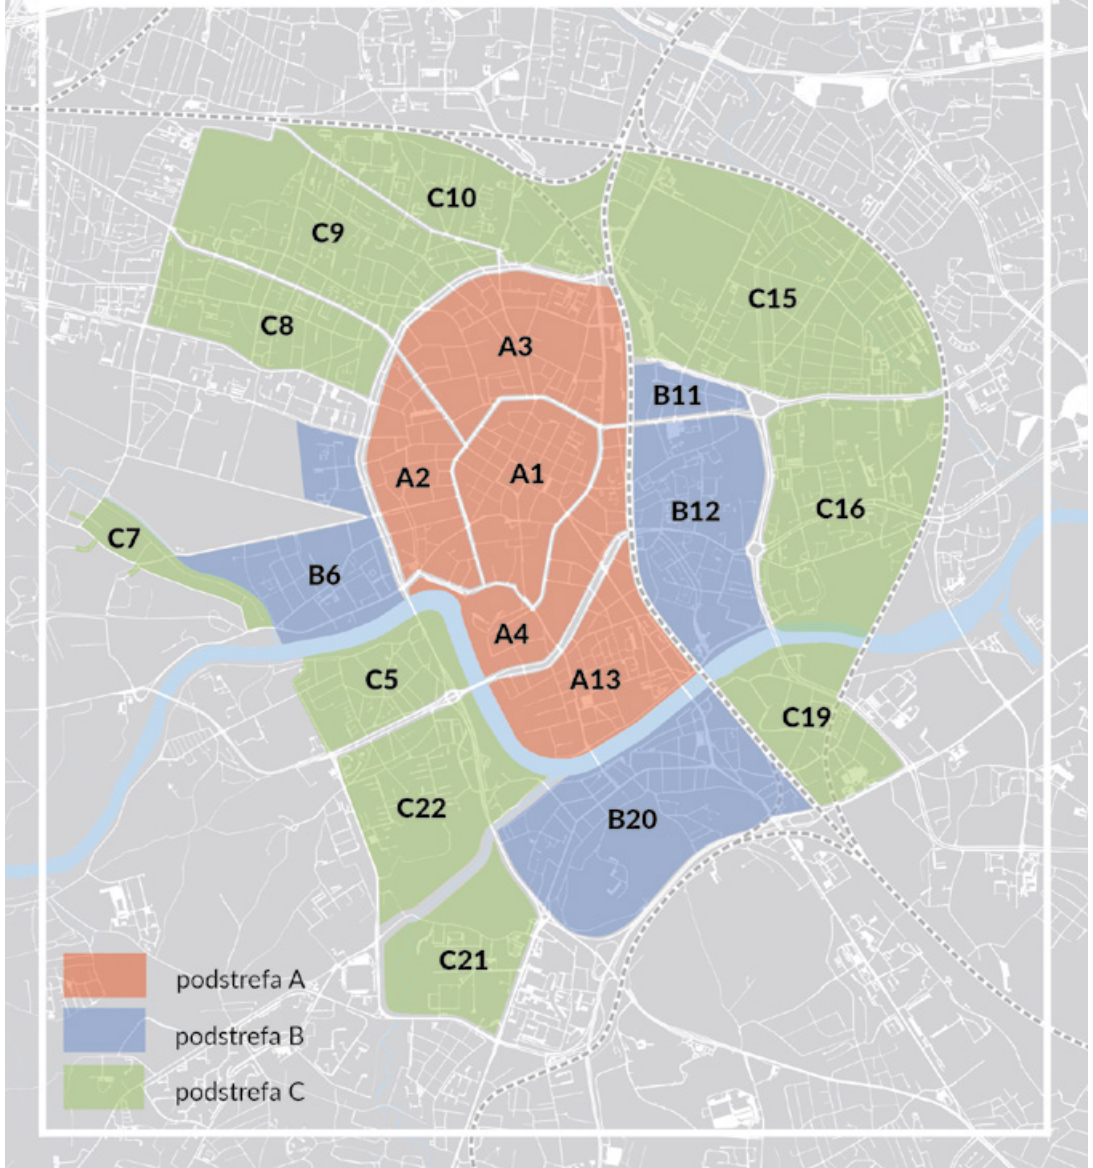 C10
C9
C15
C8
A3
B11
A2
A1
B12
C16
C7
B6
A4
C5
A13
C19
C22
B20
C21
podstrefa A
podstrefa B
podstrefa C